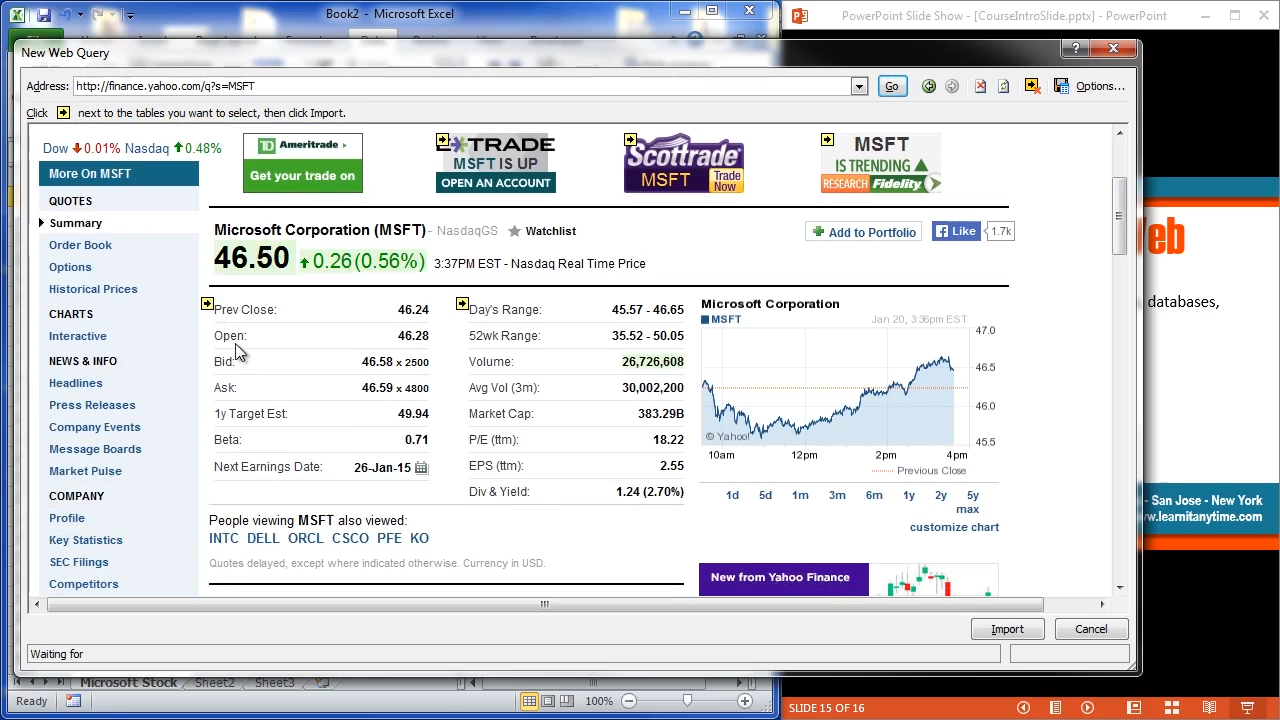 Book2 - Microsoft Excel
PowerPoint Slide Show - [CourseIntroSlide.pptx] - PowerPoint
New Web Query
Address: http://finance.yahoo.com/q?s=MSFT Go Options...
Click next to the tables you want to select, then click Import.
Dow 0.01% Nasdaq 0.48%
TD Ameritrade
Get your trade on
E*TRADE
MSFT IS UP
OPEN AN ACCOUNT
Scottrade
MSFT Trade Now
MSFT
IS TRENDING
RESEARCH Fidelity
More On MSFT
QUOTES
Summary
Order Book
Options
Historical Prices
CHARTS
Interactive
NEWS & INFO
Headlines
Press Releases
Company Events
Message Boards
Market Pulse
COMPANY
Profile
Key Statistics
SEC Filings
Competitors
Microsoft Corporation (MSFT) - NasdaqGS Watchlist
Add to Portfolio Like 1.7k
46.50 0.26(0.56%) 3:37PM EST - Nasdaq Real Time Price
Prev Close: 46.24
Open: 46.28
Bid: 46.58 x 2500
Ask: 46.59 x 4800
1y Target Est: 49.94
Beta: 0.71
Next Earnings Date: 26-Jan-15
Day's Range: 45.57 - 46.65
52wk Range: 35.52 - 50.05
Volume: 26,726,608
Avg Vol (3m): 30,002,200
Market Cap: 383.29B
P/E (ttm): 18.22
EPS (ttm): 2.55
Div & Yield: 1.24 (2.70%)
Microsoft Corporation
MSFT Jan 20, 3:36pm EST
47.0
46.5
46.0
45.5
© Yahoo!
10am 12pm 2pm 4pm
Previous Close
1d 5d 1m 3m 6m 1y 2y 5y
max
customize chart
People viewing MSFT also viewed:
INTC DELL ORCL CSCO PFE KO
Quotes delayed, except where indicated otherwise. Currency in USD.
New from Yahoo Finance
Import Cancel
Waiting for
Microsoft Stock Sheet2 Sheet3
Ready 100%
databases,
- San Jose - New York
SLIDE 15 OF 16